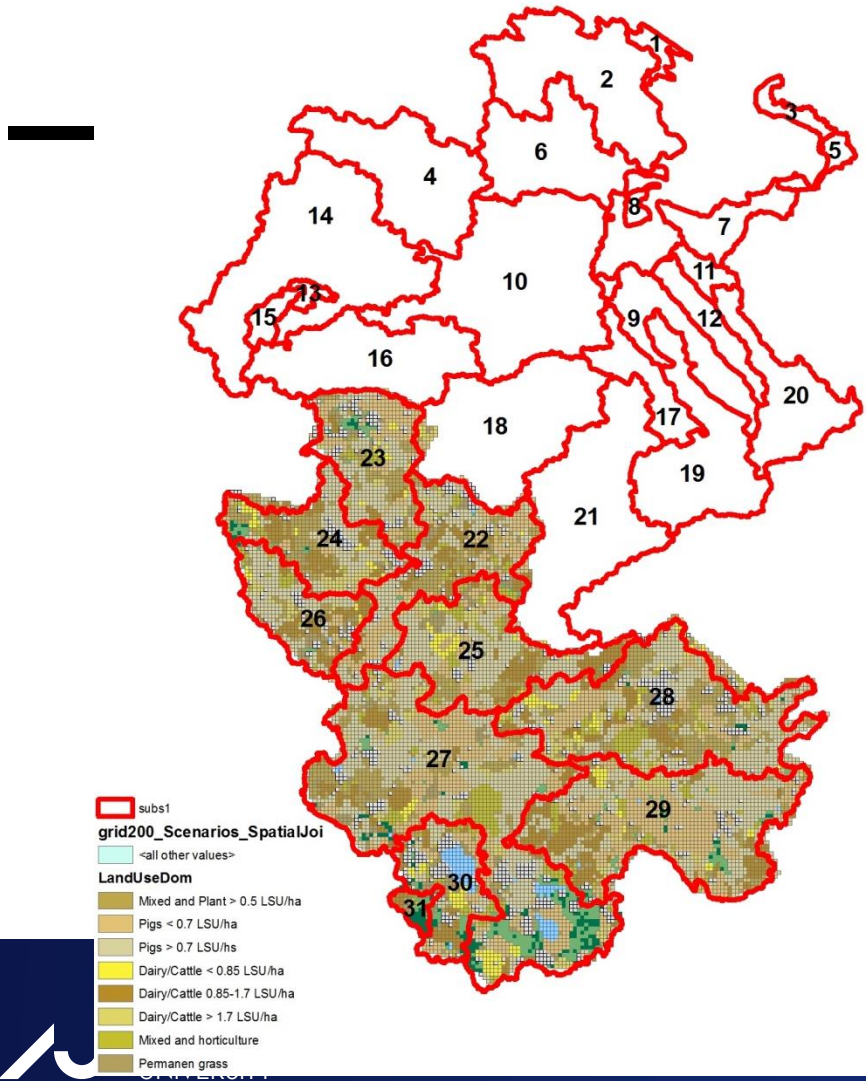 1
2
3
5
6
4
8
7
14
11
10
13
15
9
12
16
20
17
18
23
19
21
24
22
26
25
28
27
29
30
31
subs1
grid200_Scenarios_SpatialJoi
<all other values>
LandUseDom
Mixed and Plant > 0.5 LSU/ha
Pigs < 0.7 LSU/ha
Pigs > 0.7 LSU/hs
Dairy/Cattle < 0.85 LSU/ha
Dairy/Cattle 0.85-1.7 LSU/ha
Dairy/Cattle > 1.7 LSU/ha
Mixed and horticulture
Permanen grass
UNIVERSITY